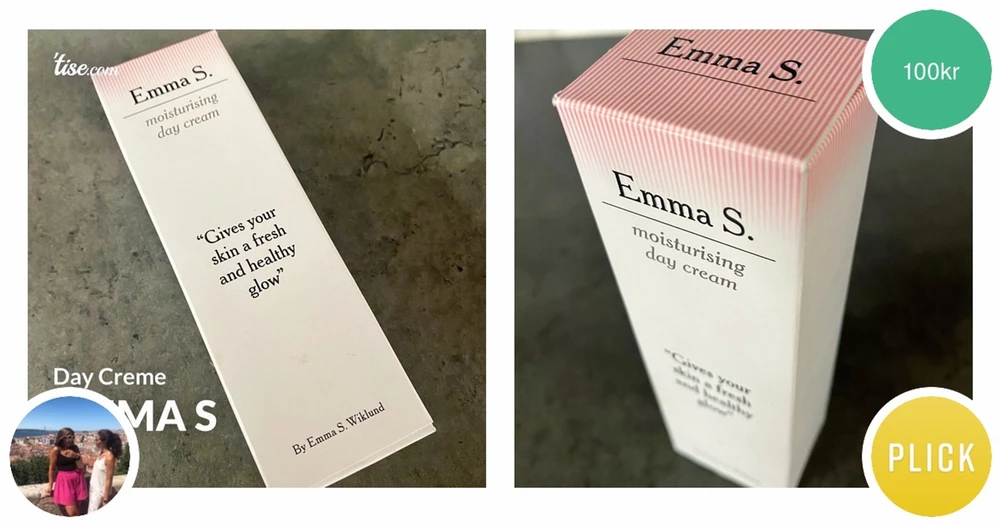 'tise.com
Emma S.
moisturising
day cream
“Gives your
skin a fresh
and healthy
glow”
By Emma S. Wiklund
Day Creme
MA S
Emma S.
Emma S.
moisturising
day cream
“Gives your
skin a fresh
and healthy
glow”
100kr
PLICK